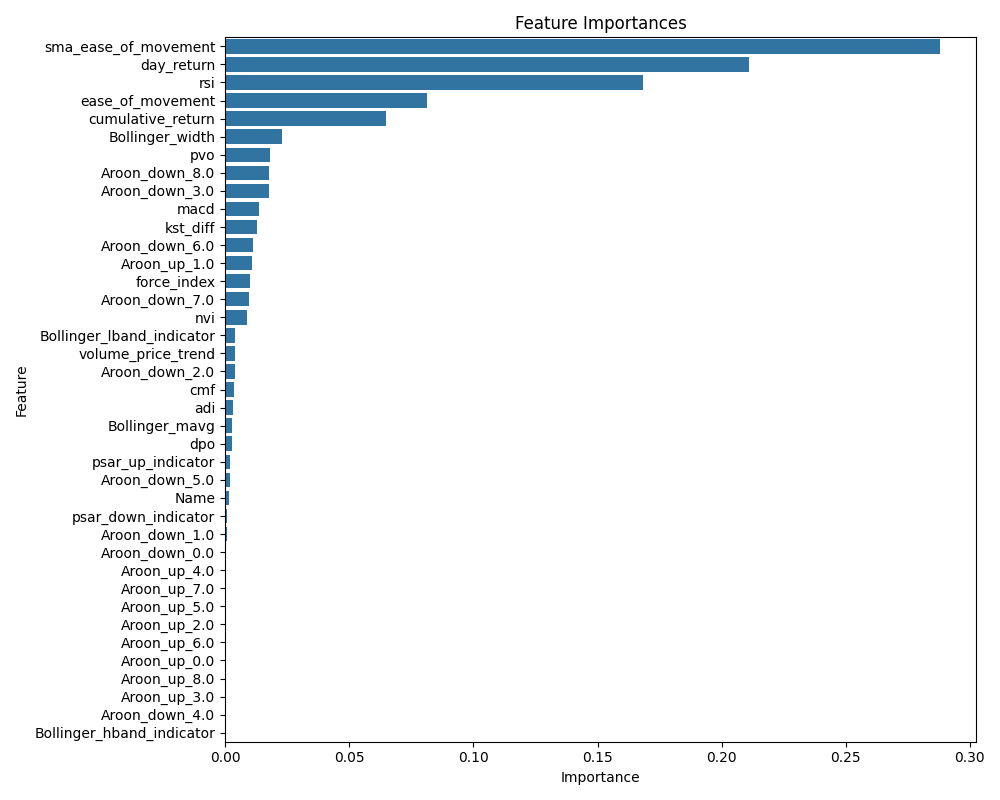 Feature Importances
sma_ease_of_movement
day_return
rsi
ease_of_movement
cumulative_return
Bollinger_width
pvo
Aroon_down_8.0
Aroon_down_3.0
macd
kst_diff
Aroon_down_6.0
Aroon_up_1.0
force_index
Aroon_down_7.0
nvi
Bollinger_lband_indicator
volume_price_trend
Aroon_down_2.0
cmf
adi
Bollinger_mavg
dpo
psar_up_indicator
Aroon_down_5.0
Name
psar_down_indicator
Aroon_down_1.0
Aroon_down_0.0
Aroon_up_4.0
Aroon_up_7.0
Aroon_up_5.0
Aroon_up_2.0
Aroon_up_6.0
Aroon_up_0.0
Aroon_up_8.0
Aroon_up_3.0
Aroon_down_4.0
Bollinger_hband_indicator
Feature
0.00 0.05 0.10 0.15 0.20 0.25 0.30
Importance